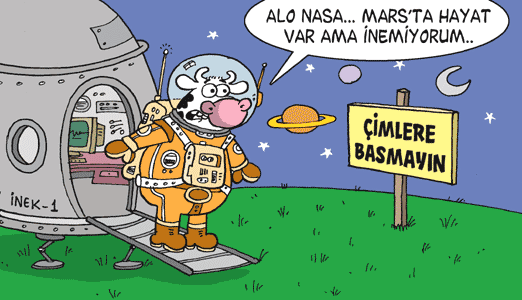 ALO NASA... MARS'TA HAYAT
VAR AMA İNEMİYORUM..
ÇİMLERE
BASMAYIN
İNEK-1